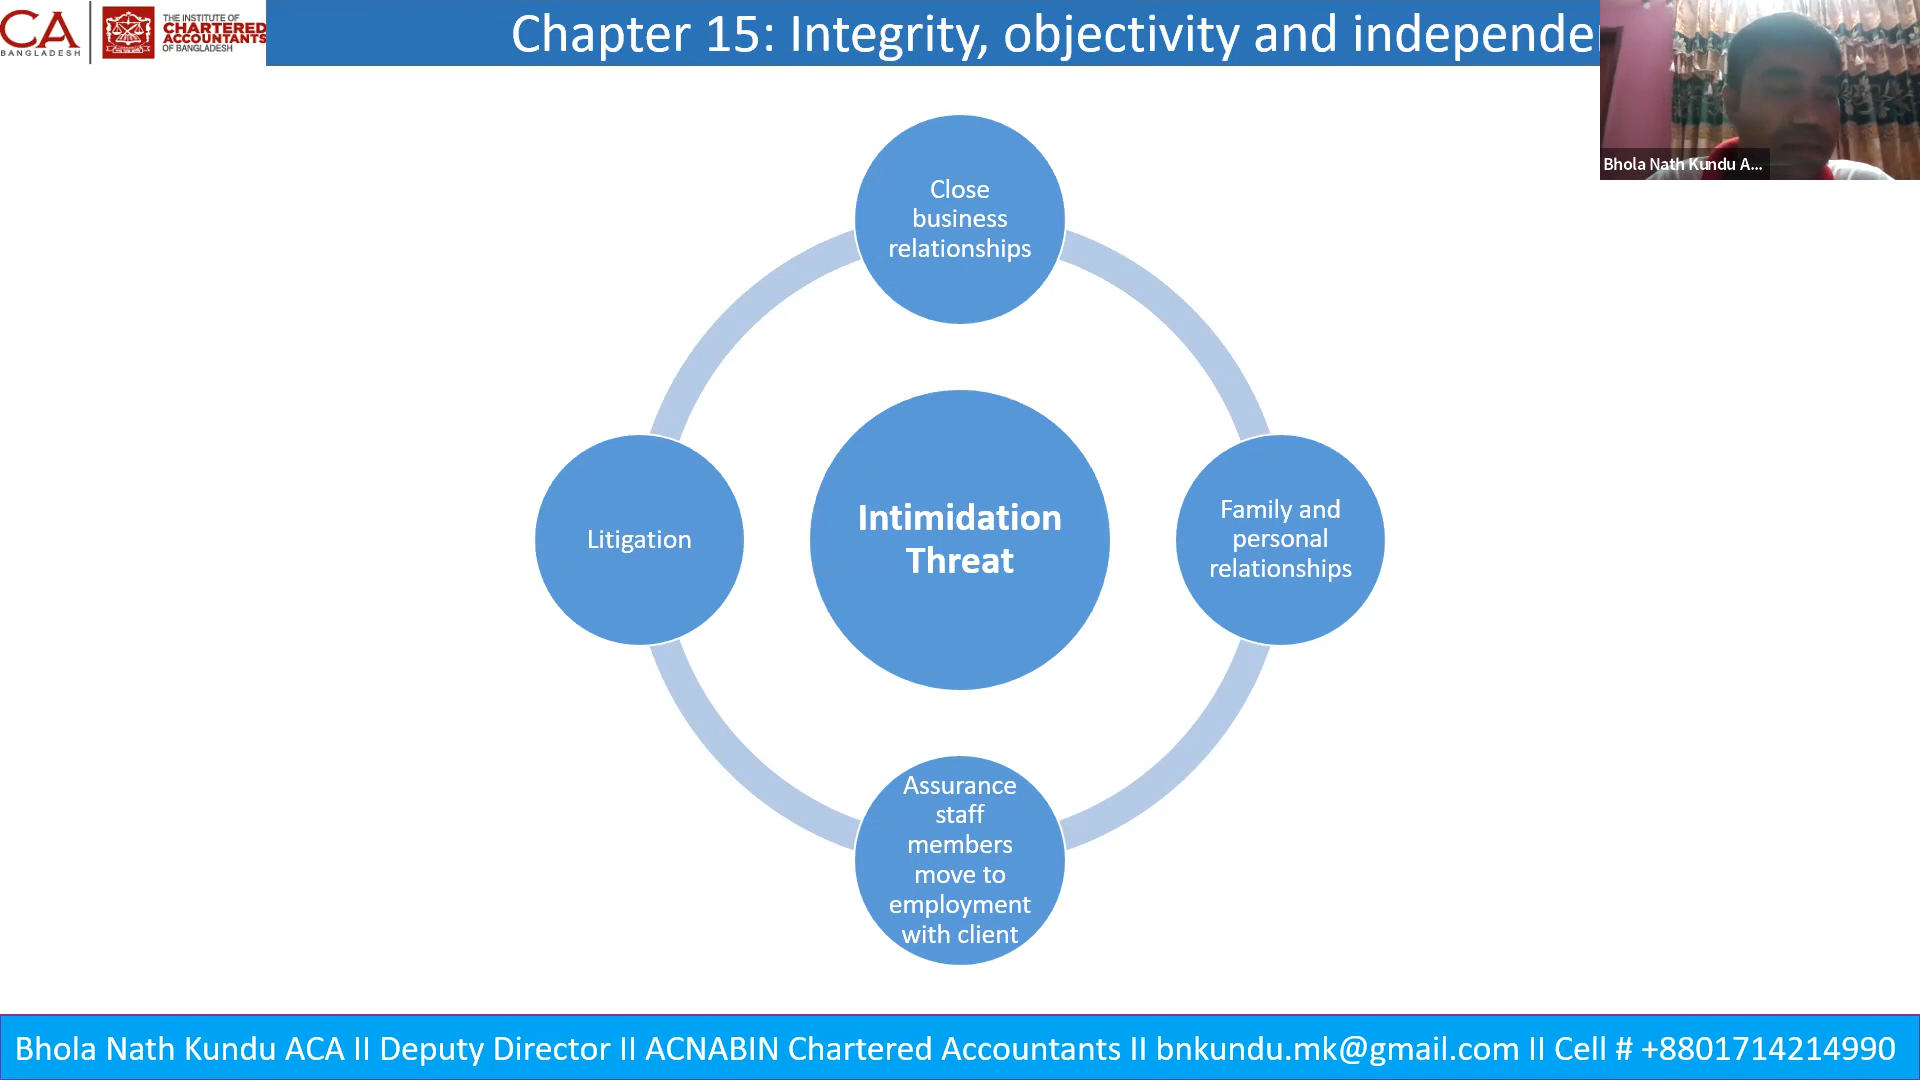 CA
BANGLADESH
THE INSTITUTE OF
CHARTERED
ACCOUNTANTS
OF BANGLADESH
Chapter 15: Integrity, objectivity and independe
Bhola Nath Kundu A...
Close
business
relationships
Litigation
Intimidation
Threat
Family and
personal
relationships
Assurance
staff
members
move to
employment
with client
Bhola Nath Kundu ACA II Deputy Director II ACNABIN Chartered Accountants II bnkundu.mk@gmail.com II Cell # +8801714214990